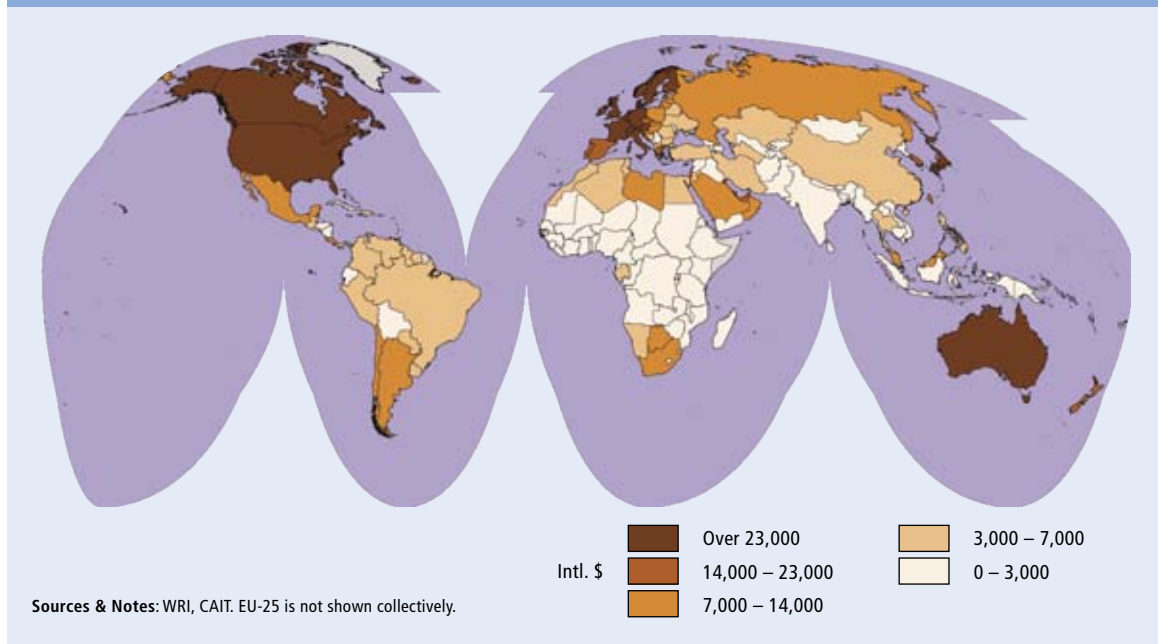 Over 23,000
3,000 – 7,000
Intl. $
14,000 – 23,000
0 – 3,000
7,000 – 14,000
Sources & Notes: WRI, CAIT. EU-25 is not shown collectively.